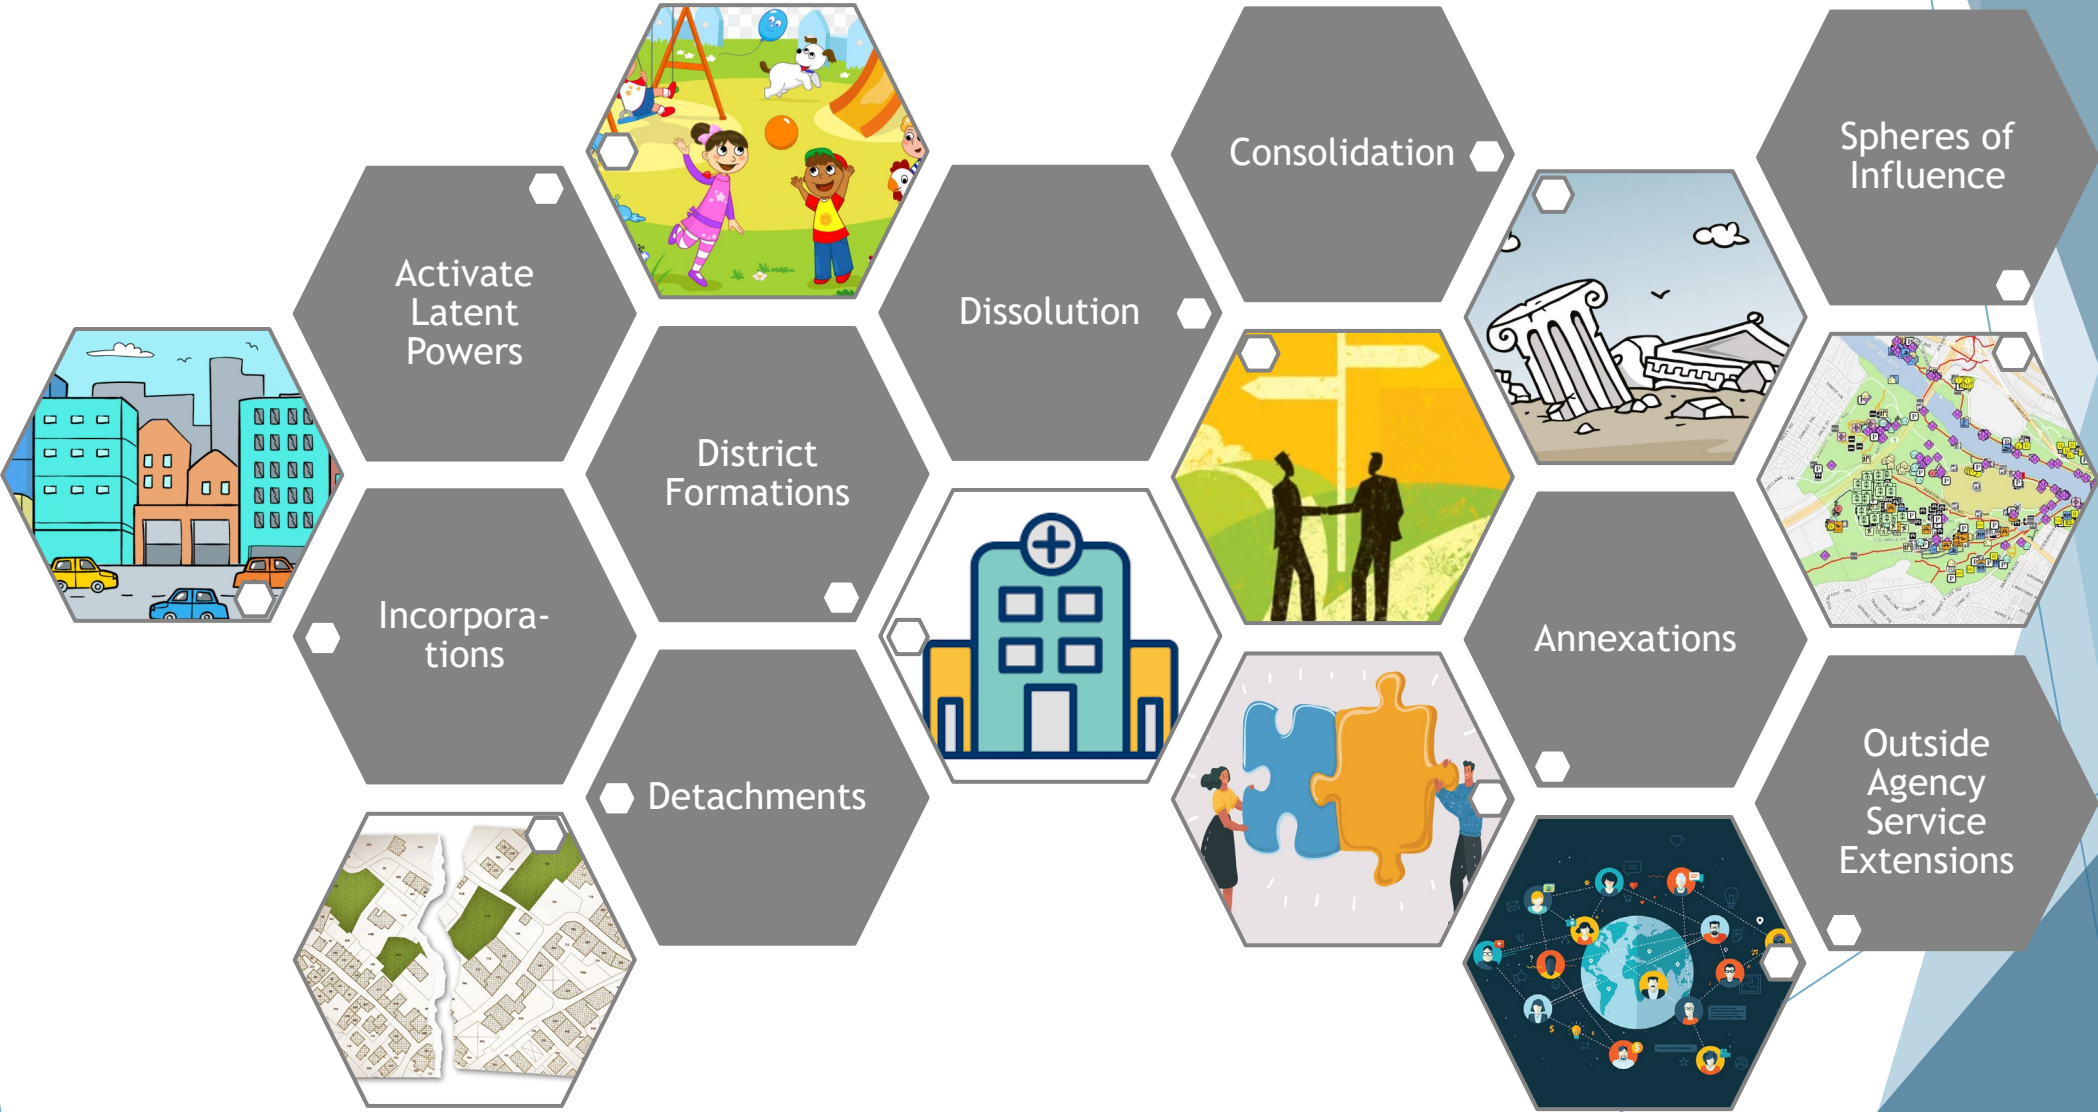 Activate
Latent
Powers
Incorpora-
tions
District
Formations
Detachments
Dissolution
Consolidation
Annexations
Spheres of
Influence
Outside
Agency
Service
Extensions